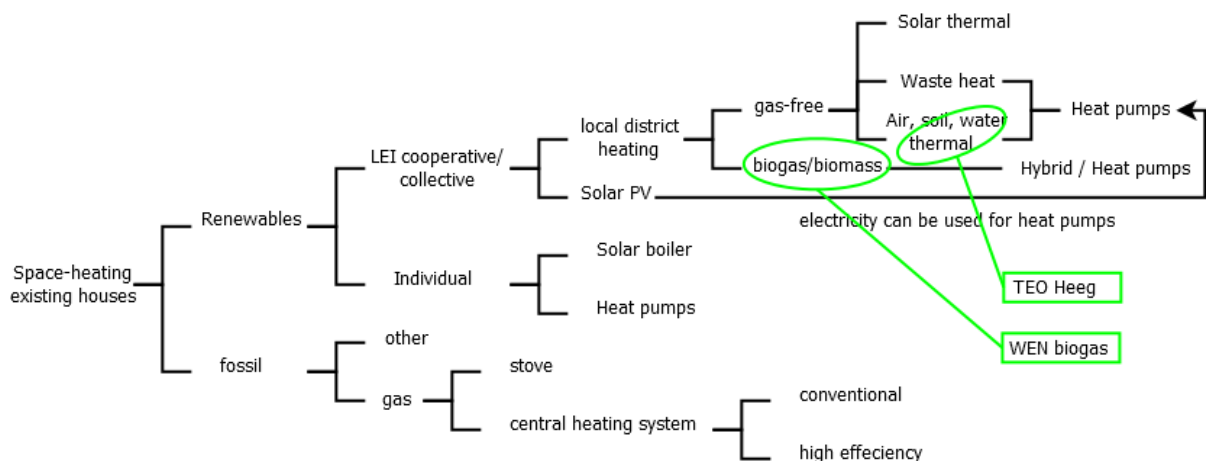 Solar thermal
Waste heat
gas-free
Heat pumps
Air, soil, water
thermal
local district
heating
LEI cooperative/
collective
biogas/biomass
Hybrid / Heat pumps
Solar PV
Renewables
electricity can be used for heat pumps
Solar boiler
Individual
Space-heating
existing houses
TEO Heeg
Heat pumps
other
WEN biogas
fossil
stove
gas
conventional
central heating system
high effeciency